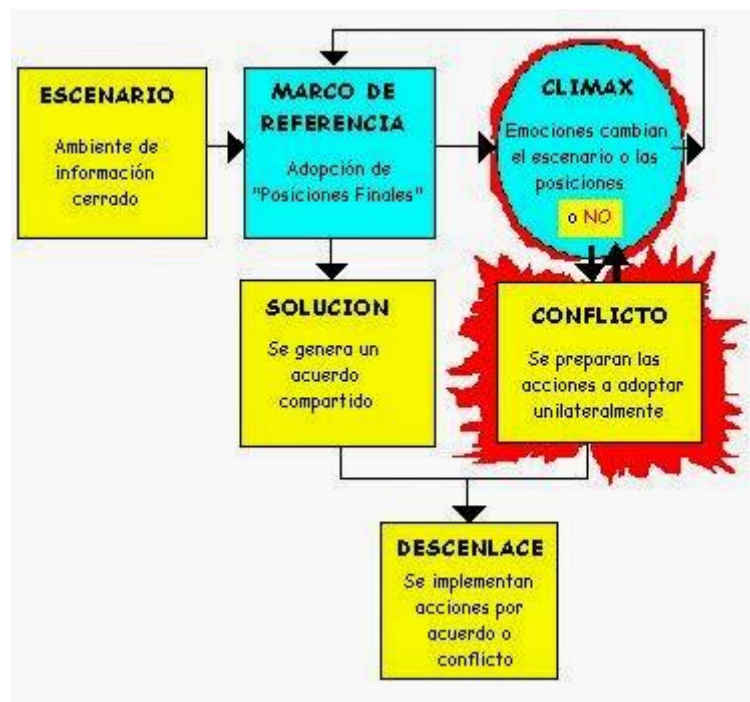 ESCENARIO
Ambiente de
información
cerrado
MARCO DE
REFERENCIA
Adopción de
"Posiciones Finales"
CLIMAX
Emociones cambian
el escenario o las
posiciones
o NO
SOLUCION
Se genera un
acuerdo
compartido
CONFLICTO
Se preparan las
acciones a adoptar
unilateralmente
DESCENLACE
Se implementan
acciones por
acuerdo o
conflicto